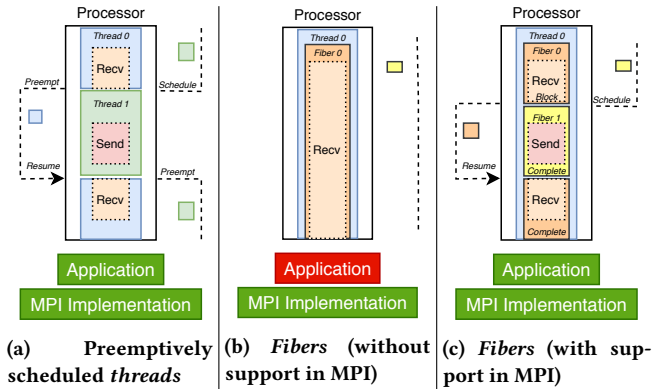 Processor
Thread 0
Recv
Preempt
Schedule
Thread 1
Send
Resume
Preempt
Recv
Application
MPI Implementation
(a) Preemptively
scheduled threads
Processor
Thread 0
Fiber 0
Recv
Application
MPI Implementation
(b) Fibers (without
support in MPI)
Processor
Thread 0
Fiber 0
Recv
Block
Schedule
Fiber 1
Send
Resume
Complete
Recv
Complete
Application
MPI Implementation
(c) Fibers (with sup-
port in MPI)